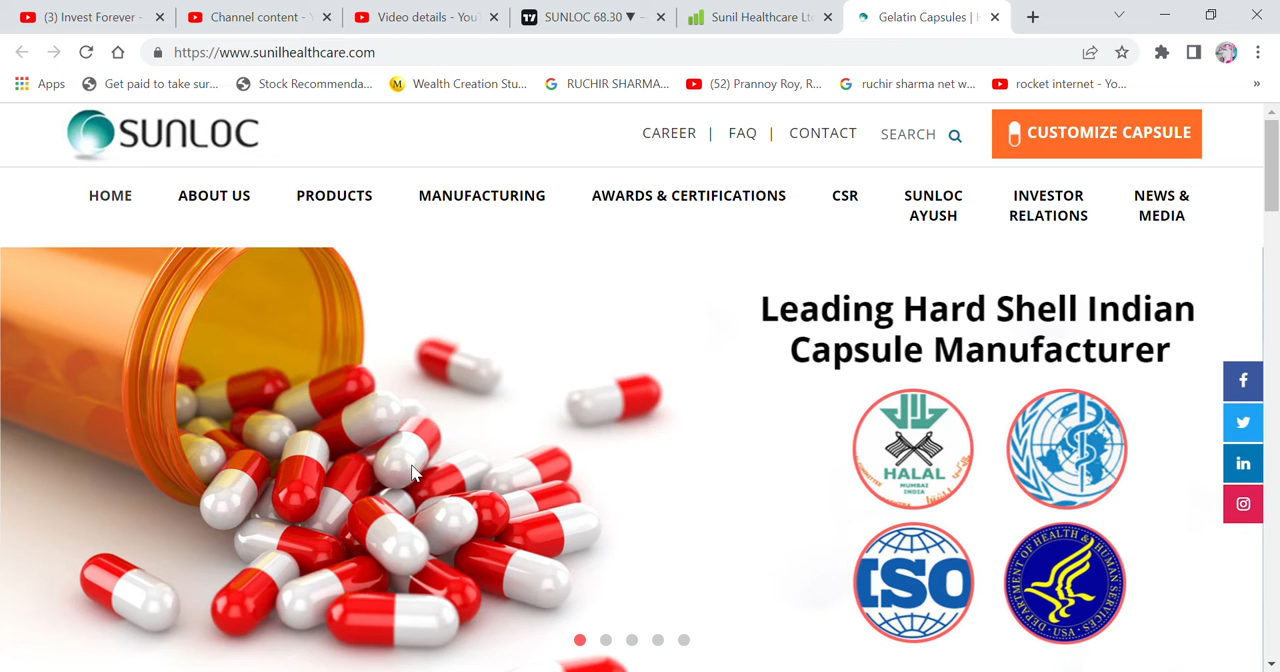 (3) Invest Forever -
Channel content -
Video details - You
SUNLOC 68.30 ▼ -
Sunil Healthcare Lt
Gelatin Capsules |
https://www.sunilhealthcare.com
Apps
Get paid to take sur...
Stock Recommenda...
M
Wealth Creation Stu...
RUCHIR SHARMA...
(52) Prannoy Roy, R...
ruchir sharma net w...
rocket internet - Yo...
»
SUNLOC
CAREER | FAQ | CONTACT
SEARCH
CUSTOMIZE CAPSULE
HOME
ABOUT US
PRODUCTS
MANUFACTURING
AWARDS & CERTIFICATIONS
CSR
SUNLOC
AYUSH
INVESTOR
RELATIONS
NEWS &
MEDIA
Leading Hard Shell Indian
Capsule Manufacturer
HALAL
MUMBAI
INDIA
ISO
DEPARTMENT OF HEALTH & HUMAN SERVICES · USA